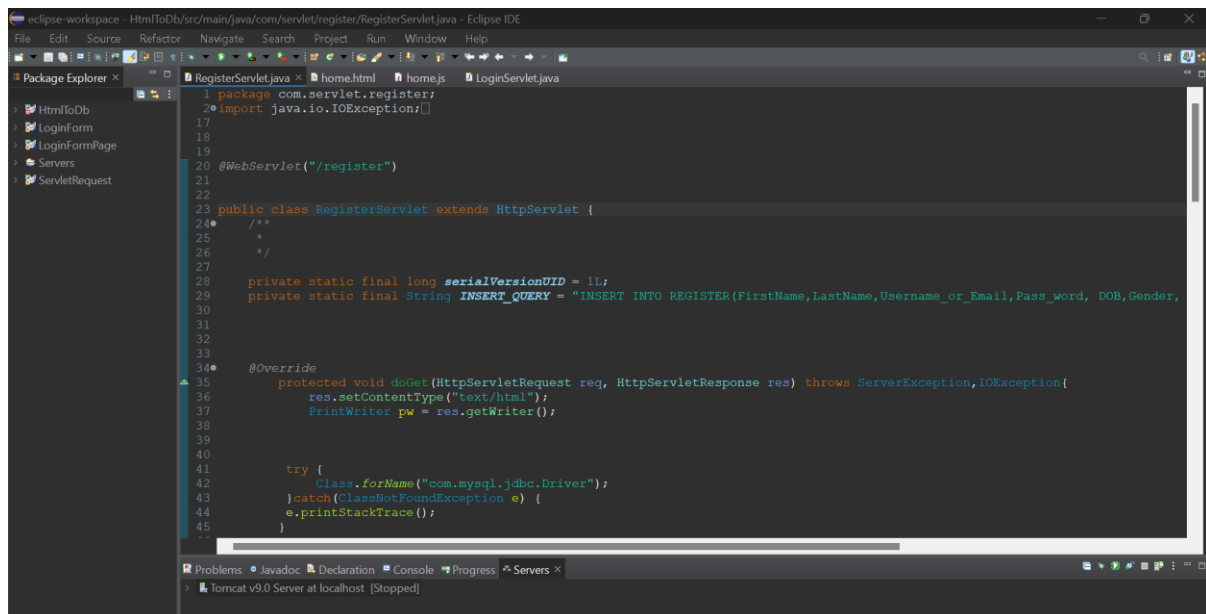 eclipse-workspace - HtmlToDb/src/main/java/com/servlet/register/RegisterServlet.java - Eclipse IDE
File Edit Source Refactor Navigate Search Project Run Window Help
Package Explorer
RegisterServlet.java home.html home.js LoginServlet.java
HtmlToDb
LoginForm
LoginFormPage
Servers
ServletRequest
1 package com.servlet.register;
2 import java.io.IOException;
17
18
19
20 @WebServlet("/register")
21
22
23 public class RegisterServlet extends HttpServlet {
24 /**
25 *
26 */
27
28 private static final long serialVersionUID = 1L;
29 private static final String INSERT_QUERY = "INSERT INTO REGISTER(FirstName,LastName,Username_or_Email,Pass_word, DOB,Gender,
30
31
32
33
34 @Override
35 protected void doGet(HttpServletRequest req, HttpServletResponse res) throws ServerException,IOException{
36 res.setContentType("text/html");
37 PrintWriter pw = res.getWriter();
38
39
40
41 try {
42 Class.forName("com.mysql.jdbc.Driver");
43 }catch(ClassNotFoundException e) {
44 e.printStackTrace();
45 }
Problems Javadoc Declaration Console Progress Servers
Tomcat v9.0 Server at localhost [Stopped]